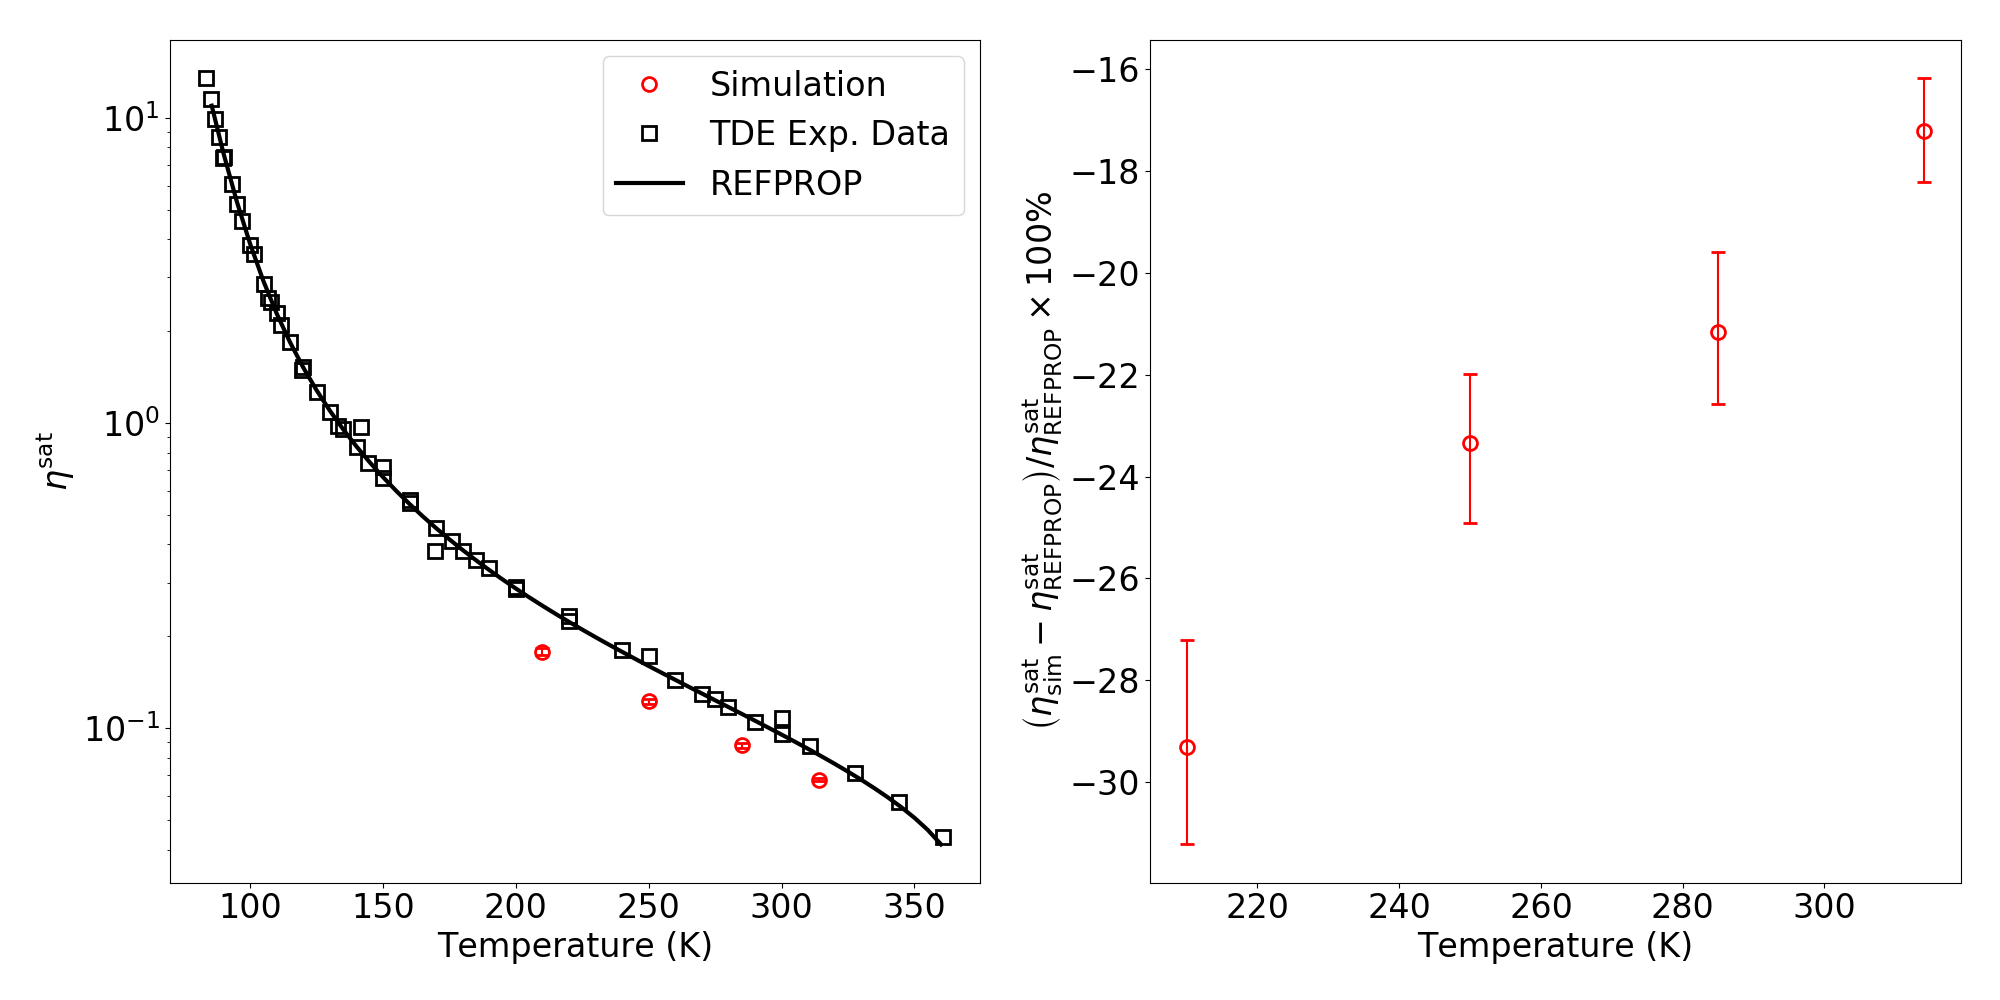 10¹
10⁰
10⁻¹
η^sat
Simulation
TDE Exp. Data
REFPROP
100 150 200 250 300 350
Temperature (K)
−16
−18
−20
−22
−24
−26
−28
−30
(η^sat_sim − η^sat_REFPROP)/η^sat_REFPROP × 100%
220 240 260 280 300
Temperature (K)